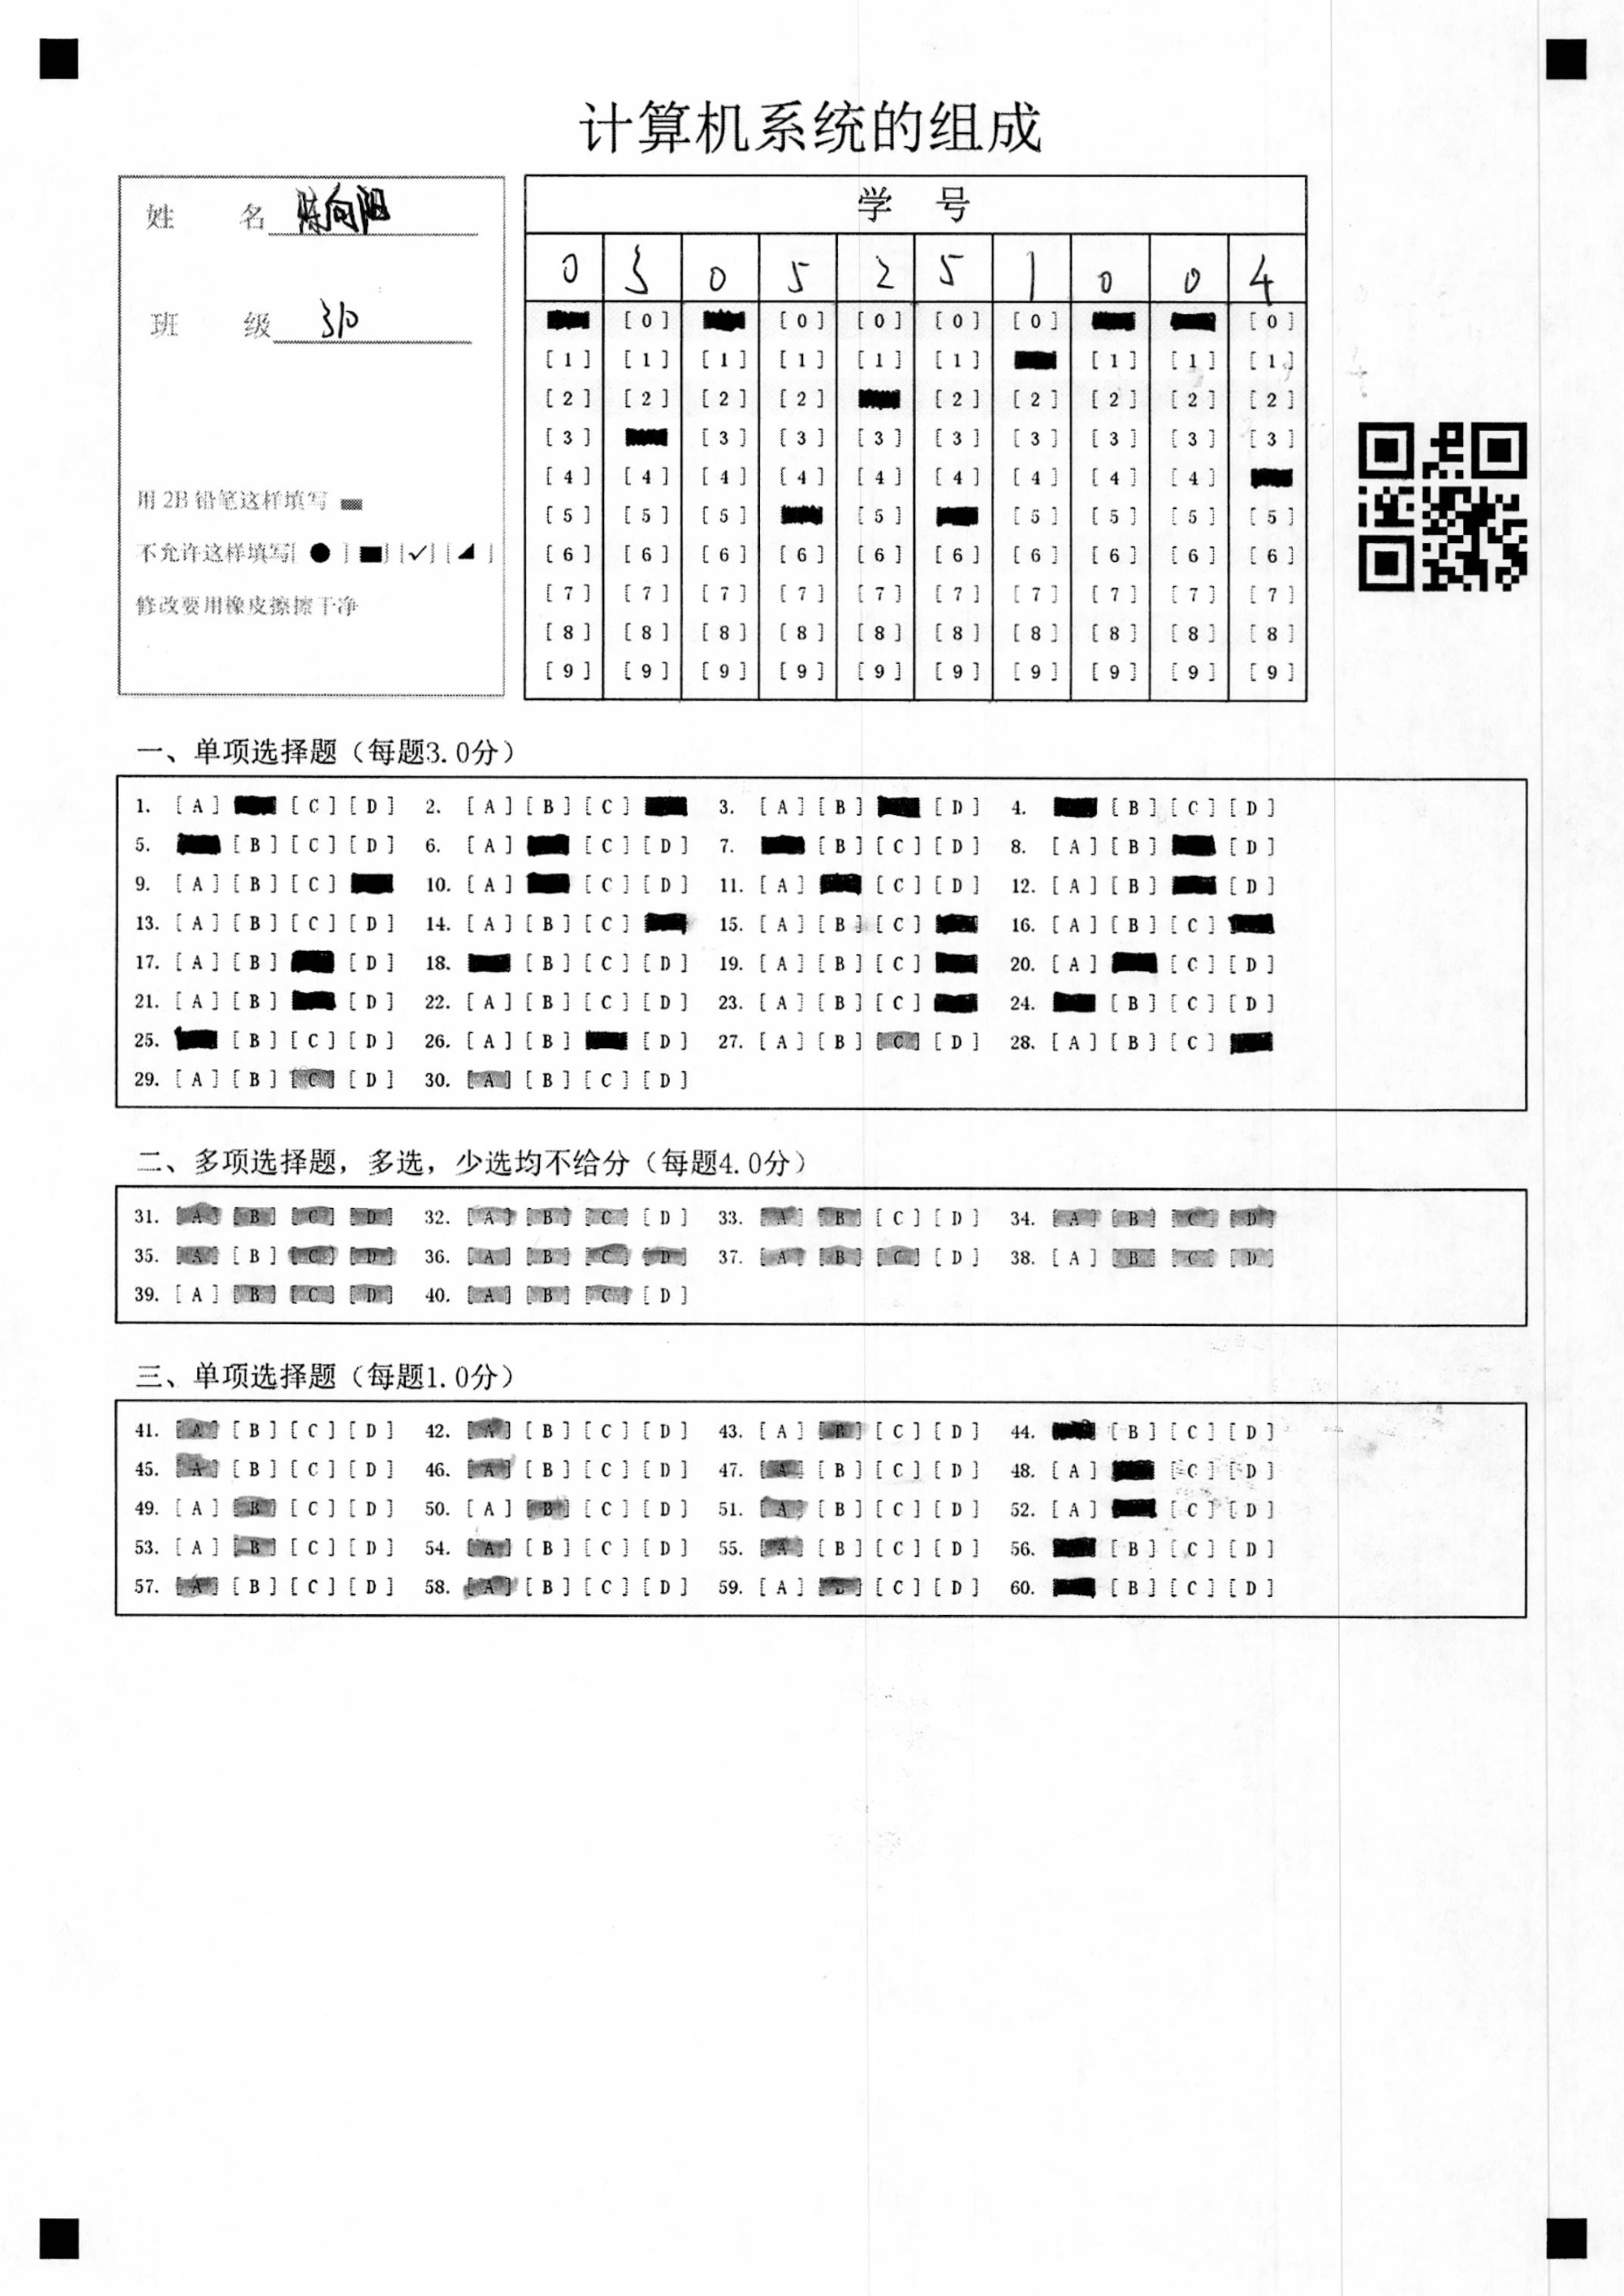 计算机系统的组成
姓 名 陈向阳
班 级 310
用 2B 铅笔这样填写
不允许这样填写[ ● ] [■] [✓] [◢ ]
修改要用橡皮擦擦干净
学 号
0 3 0 5 2 5 1 0 0 4
[0] [0] [0] [0] [0]
[1] [1] [1] [1] [1] [1] [1] [1] [1]
[2] [2] [2] [2] [2] [2] [2] [2] [2]
[3] [3] [3] [3] [3] [3] [3] [3] [3]
[4] [4] [4] [4] [4] [4] [4] [4] [4]
[5] [5] [5] [5] [5] [5] [5] [5]
[6] [6] [6] [6] [6] [6] [6] [6] [6] [6]
[7] [7] [7] [7] [7] [7] [7] [7] [7] [7]
[8] [8] [8] [8] [8] [8] [8] [8] [8] [8]
[9] [9] [9] [9] [9] [9] [9] [9] [9] [9]
一、单项选择题（每题3.0分）
1. [A] [C] [D] 2. [A] [B] [C] 3. [A] [B] [D] 4. [B] [C] [D]
5. [B] [C] [D] 6. [A] [C] [D] 7. [B] [C] [D] 8. [A] [B] [D]
9. [A] [B] [C] 10. [A] [C] [D] 11. [A] [C] [D] 12. [A] [B] [D]
13. [A] [B] [C] [D] 14. [A] [B] [C] 15. [A] [B] [C] 16. [A] [B] [C]
17. [A] [B] [D] 18. [B] [C] [D] 19. [A] [B] [C] 20. [A] [C] [D]
21. [A] [B] [D] 22. [A] [B] [C] [D] 23. [A] [B] [C] 24. [B] [C] [D]
25. [B] [C] [D] 26. [A] [B] [D] 27. [A] [B] [C] [D] 28. [A] [B] [C]
29. [A] [B] [C] [D] 30. [A] [B] [C] [D]
二、多项选择题，多选，少选均不给分（每题4.0分）
31. [A] [B] [C] [D] 32. [A] [B] [C] [D] 33. [A] [B] [C] [D] 34. [A] [B] [C] [D]
35. [A] [B] [C] [D] 36. [A] [B] [C] [D] 37. [A] [B] [C] [D] 38. [A] [B] [C] [D]
39. [A] [B] [C] [D] 40. [A] [B] [C] [D]
三、单项选择题（每题1.0分）
41. [A] [B] [C] [D] 42. [A] [B] [C] [D] 43. [A] [B] [C] [D] 44. [B] [C] [D]
45. [A] [B] [C] [D] 46. [A] [B] [C] [D] 47. [A] [B] [C] [D] 48. [A] [C] [D]
49. [A] [B] [C] [D] 50. [A] [B] [C] [D] 51. [A] [B] [C] [D] 52. [A] [C] [D]
53. [A] [B] [C] [D] 54. [A] [B] [C] [D] 55. [A] [B] [C] [D] 56. [B] [C] [D]
57. [A] [B] [C] [D] 58. [A] [B] [C] [D] 59. [A] [B] [C] [D] 60. [B] [C] [D]